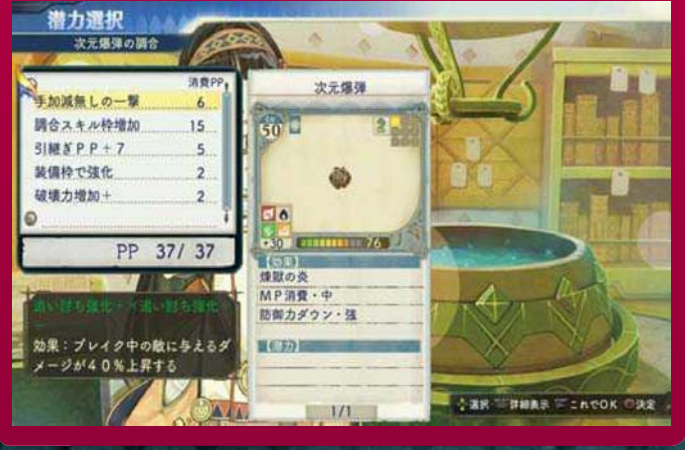 潜力選択
次元爆弾の調合
消費PP
手加減無しの一撃 6
調合スキル枠増加 15
引継ぎPP+7 5
装備枠で強化 2
破壊力増加+ 2
PP 37/ 37
追い討ち強化+×追い討ち強化
効果：ブレイク中の敵に与えるダ
メージが40%上昇する
次元爆弾
50
+30 76
【効果】
煉獄の炎
MP消費・中
防御力ダウン・強
【潜力】
1/1
選択 詳細表示 これでOK 決定